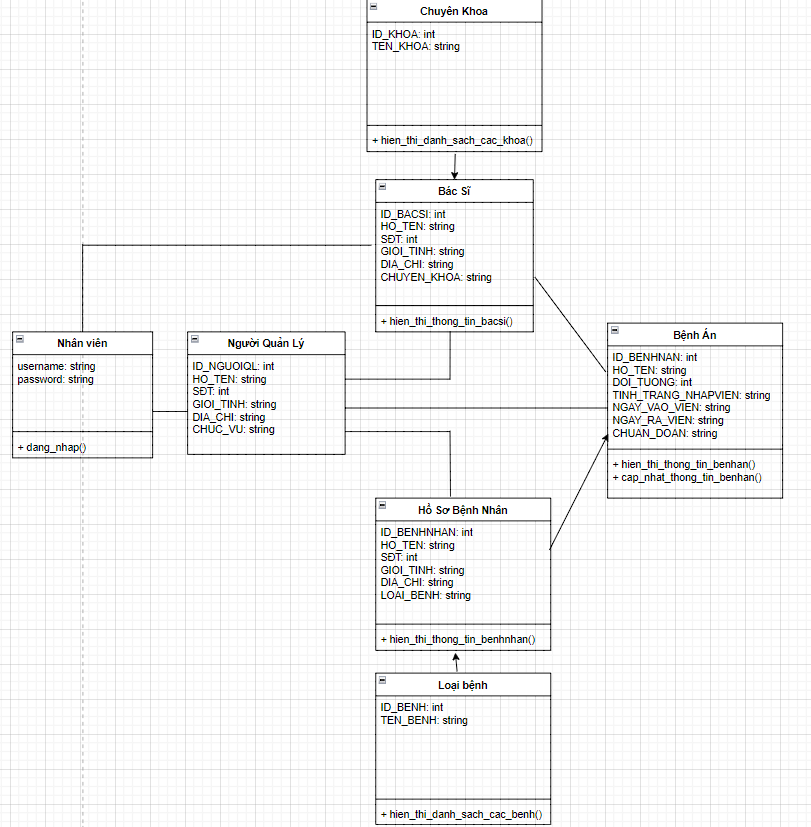 Chuyên Khoa
ID_KHOA: int
TEN_KHOA: string
+ hien_thi_danh_sach_cac_khoa()
Bác Sĩ
ID_BACSI: int
HO_TEN: string
SĐT: int
GIOI_TINH: string
DIA_CHI: string
CHUYEN_KHOA: string
+ hien_thi_thong_tin_bacsi()
Nhân viên
username: string
password: string
+ dang_nhap()
Người Quản Lý
ID_NGUOIQL: int
HO_TEN: string
SĐT: int
GIOI_TINH: string
DIA_CHI: string
CHUC_VU: string
Bệnh Án
ID_BENHNAN: int
HO_TEN: string
DOI_TUONG: int
TINH_TRANG_NHAPVIEN: string
NGAY_VAO_VIEN: string
NGAY_RA_VIEN: string
CHUAN_DOAN: string
+ hien_thi_thong_tin_benhan()
+ cap_nhat_thong_tin_benhan()
Hồ Sơ Bệnh Nhân
ID_BENHNHAN: int
HO_TEN: string
SĐT: int
GIOI_TINH: string
DIA_CHI: string
LOAI_BENH: string
+ hien_thi_thong_tin_benhnhan()
Loại bệnh
ID_BENH: int
TEN_BENH: string
+ hien_thi_danh_sach_cac_benh()